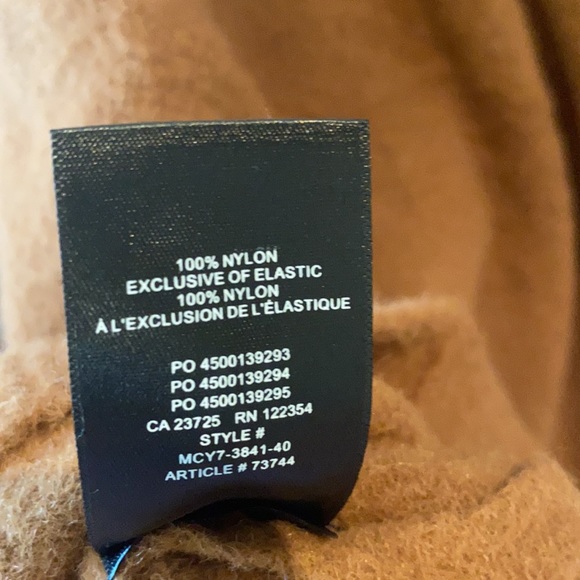 100% NYLON
EXCLUSIVE OF ELASTIC
100% NYLON
À L'EXCLUSION DE L'ÉLASTIQUE
PO 4500139293
PO 4500139294
PO 4500139295
CA 23725 RN 122354
STYLE #
MCY7-3841-40
ARTICLE # 73744